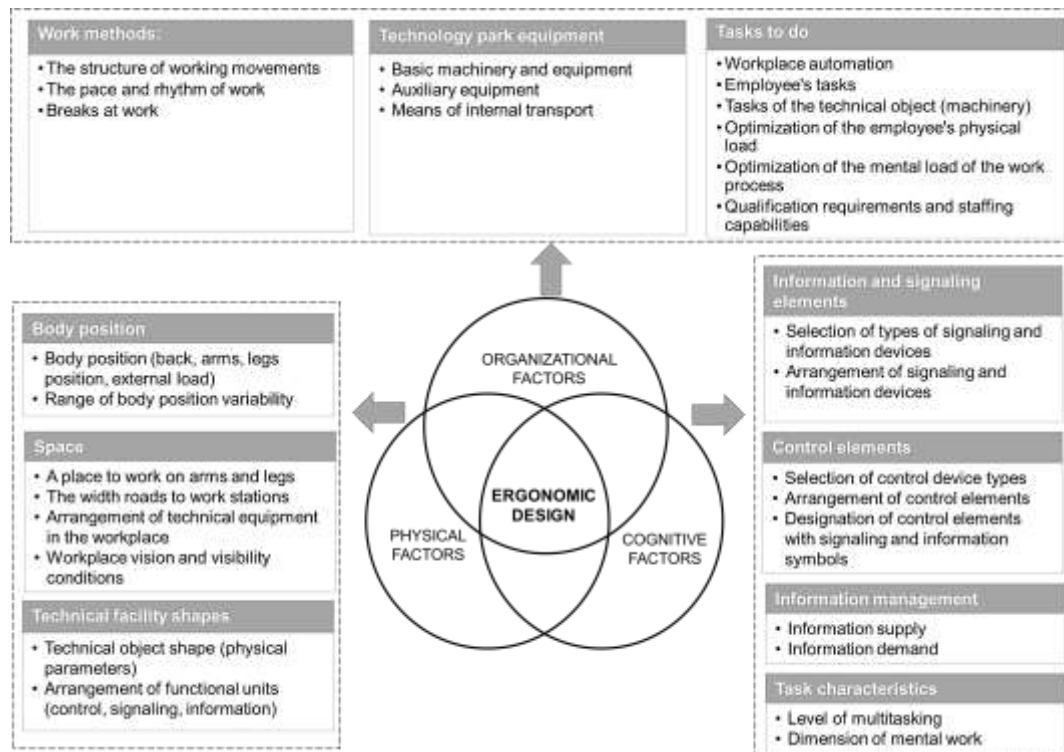 Work methods:
• The structure of working movements
• The pace and rhythm of work
• Breaks at work
Technology park equipment
• Basic machinery and equipment
• Auxiliary equipment
• Means of internal transport
Tasks to do
• Workplace automation
• Employee's tasks
• Tasks of the technical object (machinery)
• Optimization of the employee's physical
load
• Optimization of the mental load of the work
process
• Qualification requirements and staffing
capabilities
Body position
• Body position (back, arms, legs
position, external load)
• Range of body position variability
Space
• A place to work on arms and legs
• The width roads to work stations
• Arrangement of technical equipment
in the workplace
• Workplace vision and visibility
conditions
Technical facility shapes
• Technical object shape (physical
parameters)
• Arrangement of functional units
(control, signaling, information)
ORGANIZATIONAL
FACTORS
ERGONOMIC
DESIGN
PHYSICAL
FACTORS
COGNITIVE
FACTORS
Information and signaling
elements
• Selection of types of signaling and
information devices
• Arrangement of signaling and
information devices
Control elements
• Selection of control device types
• Arrangement of control elements
• Designation of control elements
with signaling and information
symbols
Information management
• Information supply
• Information demand
Task characteristics
• Level of multitasking
• Dimension of mental work